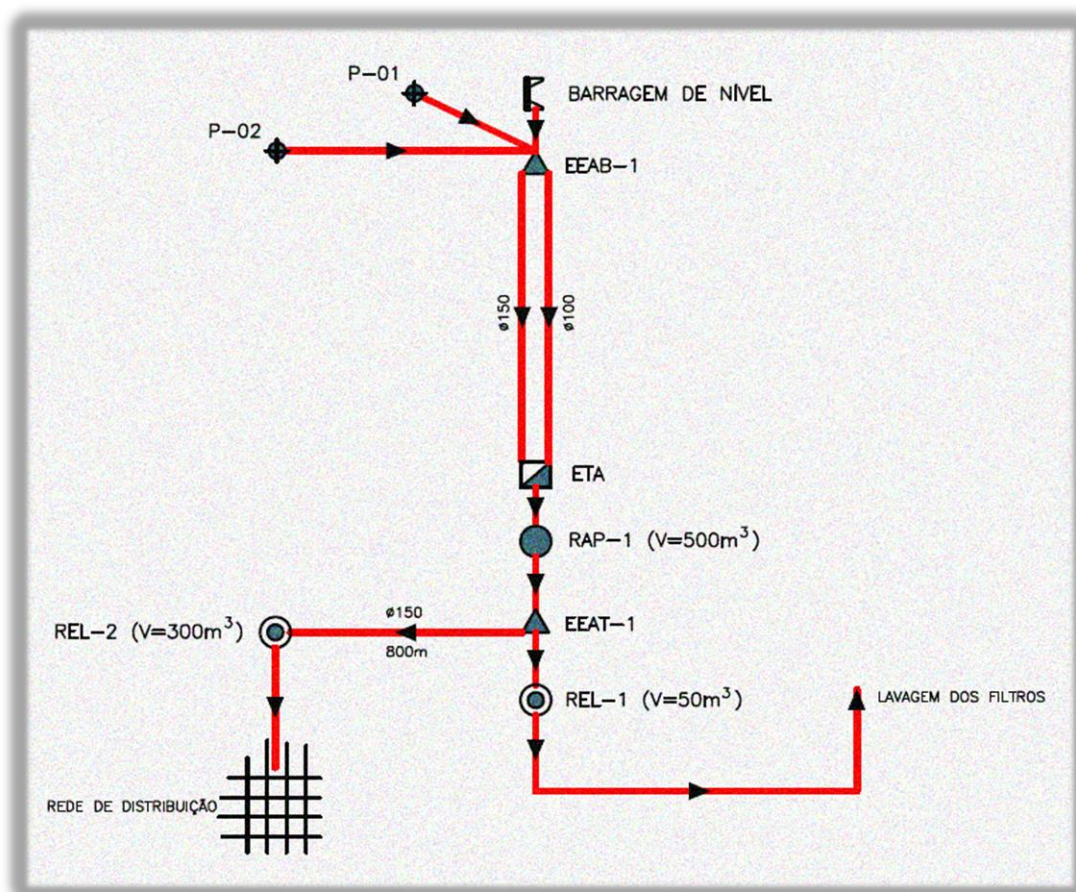 P-01
BARRAGEM DE NÍVEL
P-02
EEAB-1
ø150
ø100
ETA
RAP-1 (V=500m³)
ø150
REL-2 (V=300m³)
EEAT-1
800m
REL-1 (V=50m³)
LAVAGEM DOS FILTROS
REDE DE DISTRIBUIÇÃO